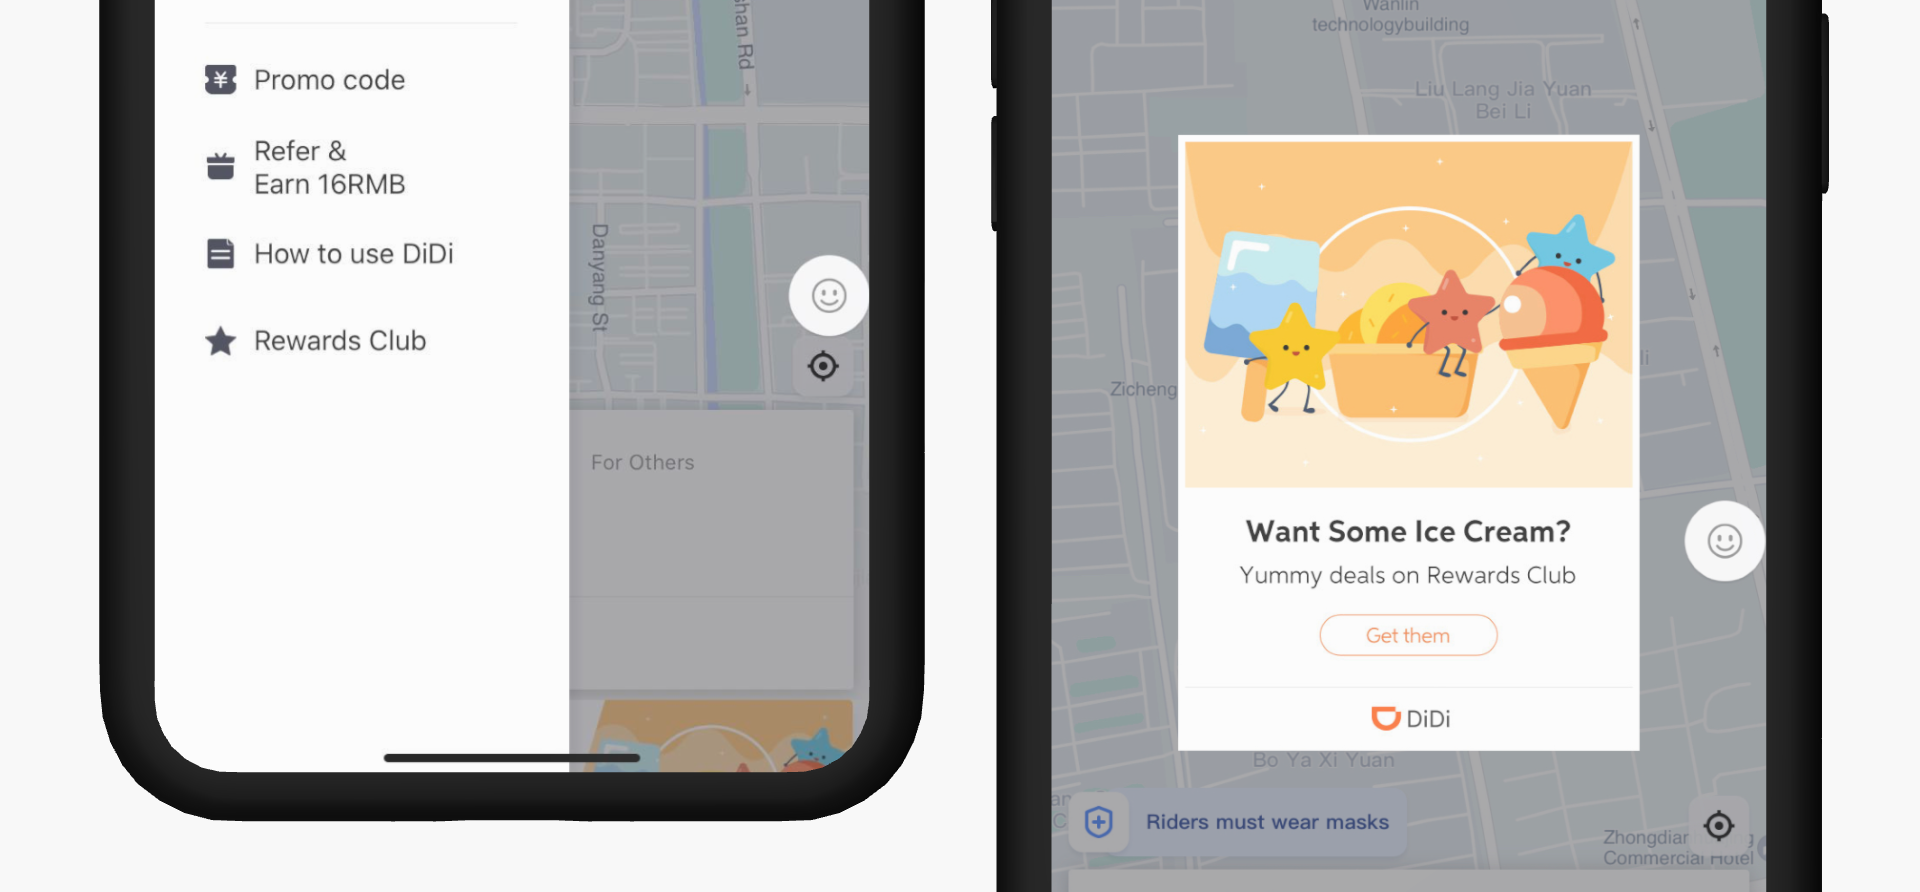 Promo code
Refer &
Earn 16RMB
How to use DiDi
Rewards Club
shan Rd
Danyang St
For Others
Wanlin
technologybuilding
Liu Lang Jia Yuan
Bei Li
Zicheng
Want Some Ice Cream?
Yummy deals on Rewards Club
Get them
DiDi
Bo Ya Xi Yuan
Riders must wear masks
Zhongdian
Commercial Hotel